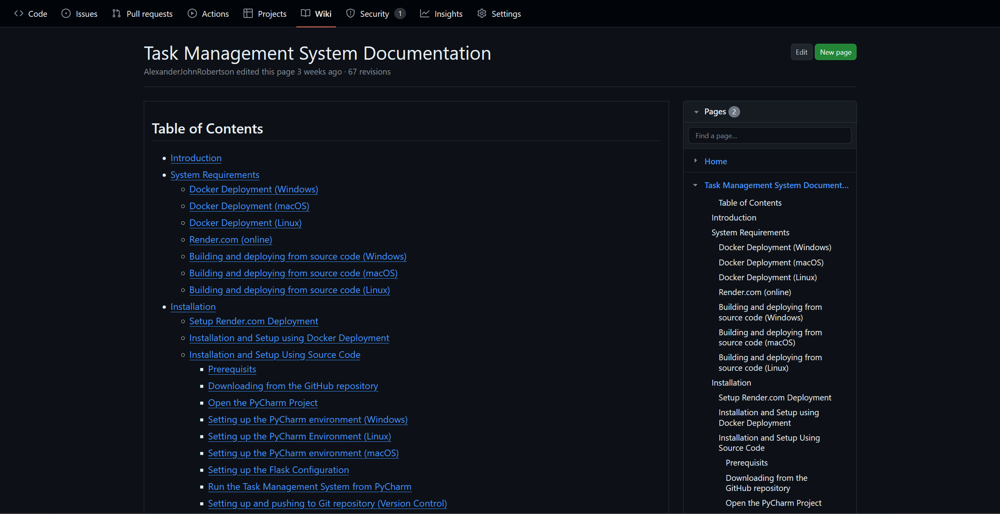 Code Issues Pull requests Actions Projects Wiki Security 1 Insights Settings
Task Management System Documentation
Edit New page
AlexanderJohnRobertson edited this page 3 weeks ago · 67 revisions
Table of Contents
• Introduction
• System Requirements
○ Docker Deployment (Windows)
○ Docker Deployment (macOS)
○ Docker Deployment (Linux)
○ Render.com (online)
○ Building and deploying from source code (Windows)
○ Building and deploying from source code (macOS)
○ Building and deploying from source code (Linux)
• Installation
○ Setup Render.com Deployment
○ Installation and Setup using Docker Deployment
○ Installation and Setup Using Source Code
▪ Prerequisits
▪ Downloading from the GitHub repository
▪ Open the PyCharm Project
▪ Setting up the PyCharm environment (Windows)
▪ Setting up the PyCharm Environment (Linux)
▪ Setting up the PyCharm environment (macOS)
▪ Setting up the Flask Configuration
▪ Run the Task Management System from PyCharm
▪ Setting up and pushing to Git repository (Version Control)
Pages 2
Find a page...
Home
Task Management System Document...
Table of Contents
Introduction
System Requirements
Docker Deployment (Windows)
Docker Deployment (macOS)
Docker Deployment (Linux)
Render.com (online)
Building and deploying from
source code (Windows)
Building and deploying from
source code (macOS)
Building and deploying from
source code (Linux)
Installation
Setup Render.com Deployment
Installation and Setup using
Docker Deployment
Installation and Setup Using
Source Code
Prerequisits
Downloading from the
GitHub repository
Open the PyCharm Project